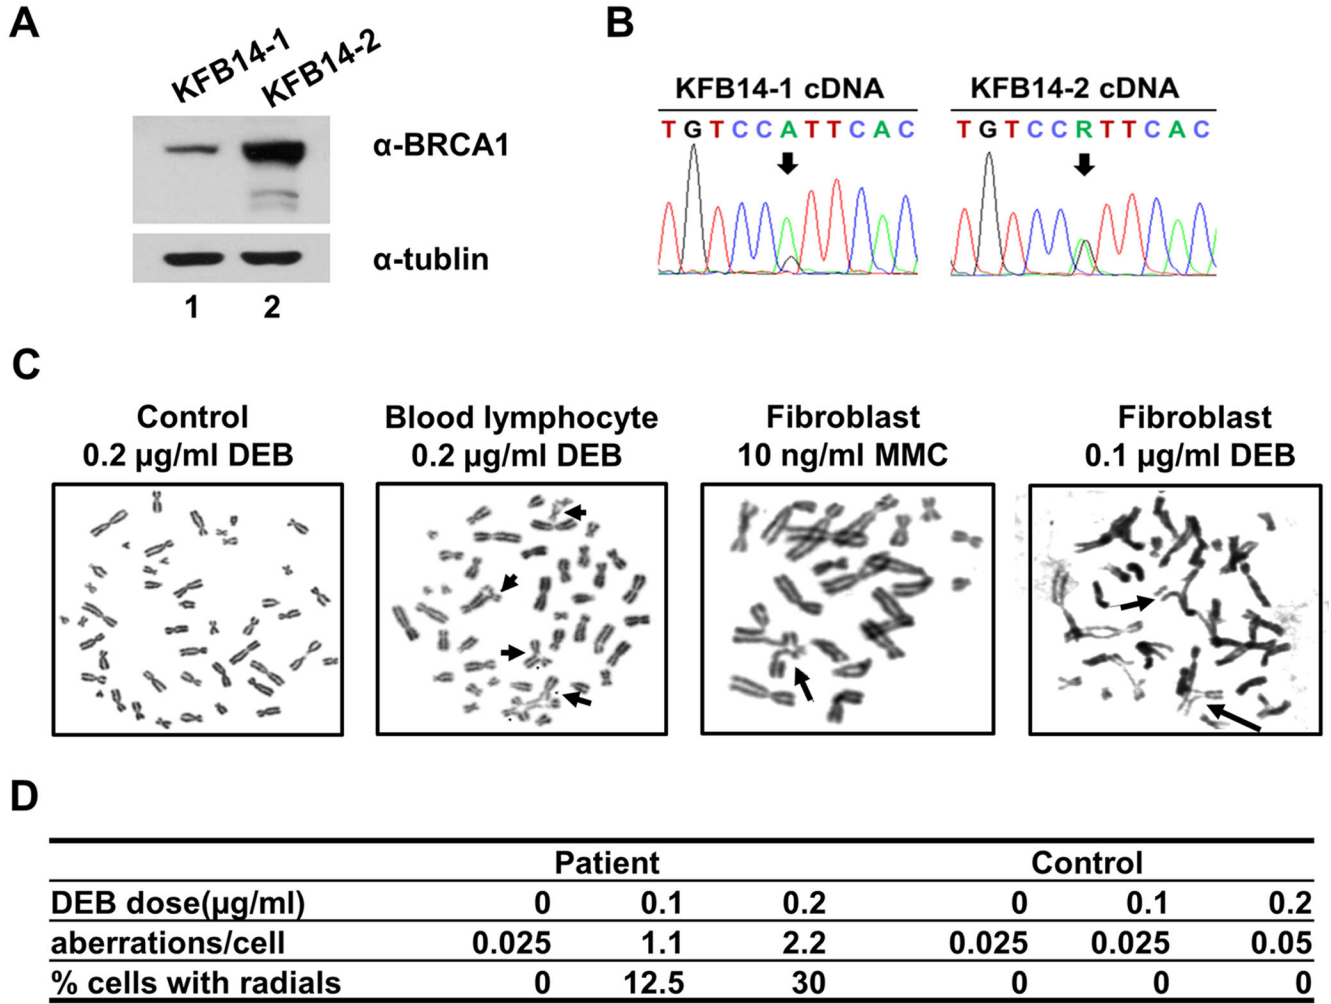 A
KFB14-1
KFB14-2
α-BRCA1
α-tublin
1 2
B
KFB14-1 cDNA
TGTCCATTCAC
KFB14-2 cDNA
TGTCCRTTCAC
C
Control
0.2 µg/ml DEB
Blood lymphocyte
0.2 µg/ml DEB
Fibroblast
10 ng/ml MMC
Fibroblast
0.1 µg/ml DEB
D
Patient Control
DEB dose(µg/ml) 0 0.1 0.2 0 0.1 0.2
aberrations/cell 0.025 1.1 2.2 0.025 0.025 0.05
% cells with radials 0 12.5 30 0 0 0